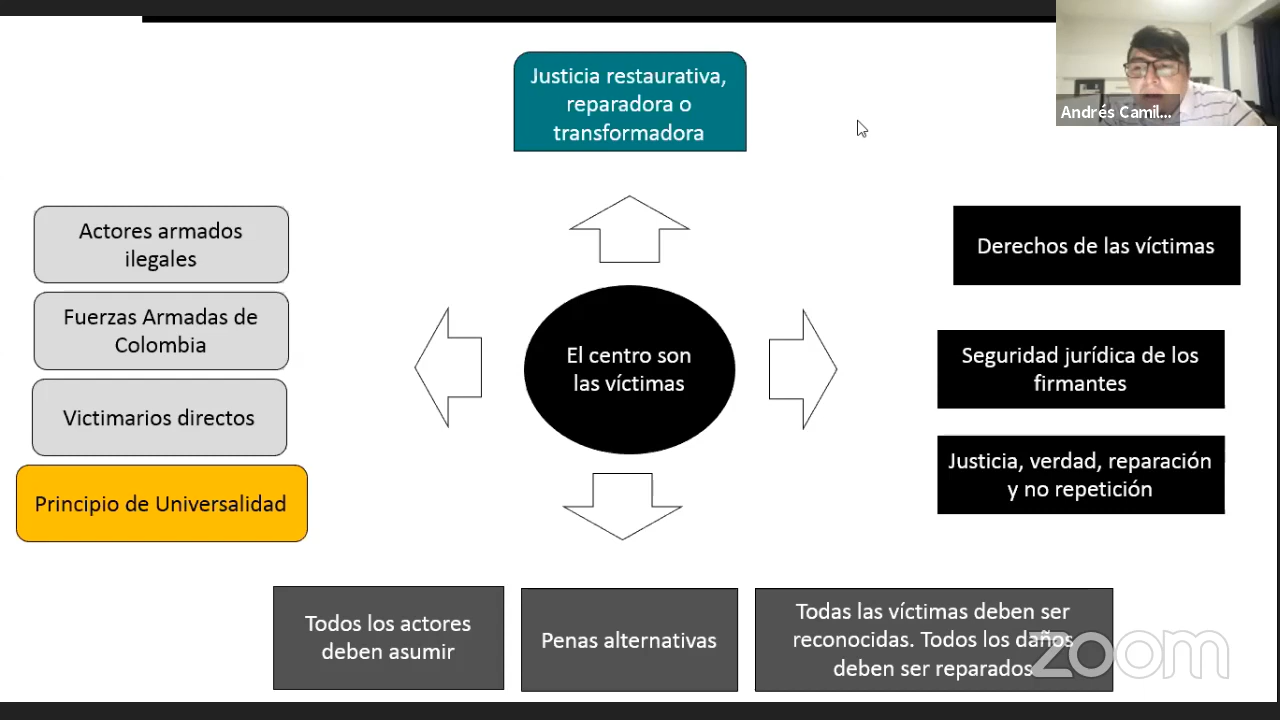 Justicia restaurativa,
reparadora o
transformadora
Andrés Camil...
Actores armados
ilegales
Fuerzas Armadas de
Colombia
Victimarios directos
Principio de Universalidad
El centro son
las víctimas
Derechos de las víctimas
Seguridad jurídica de los
firmantes
Justicia, verdad, reparación
y no repetición
Todos los actores
deben asumir
Penas alternativas
Todas las víctimas deben ser
reconocidas. Todos los daños
deben ser reparados
zoom